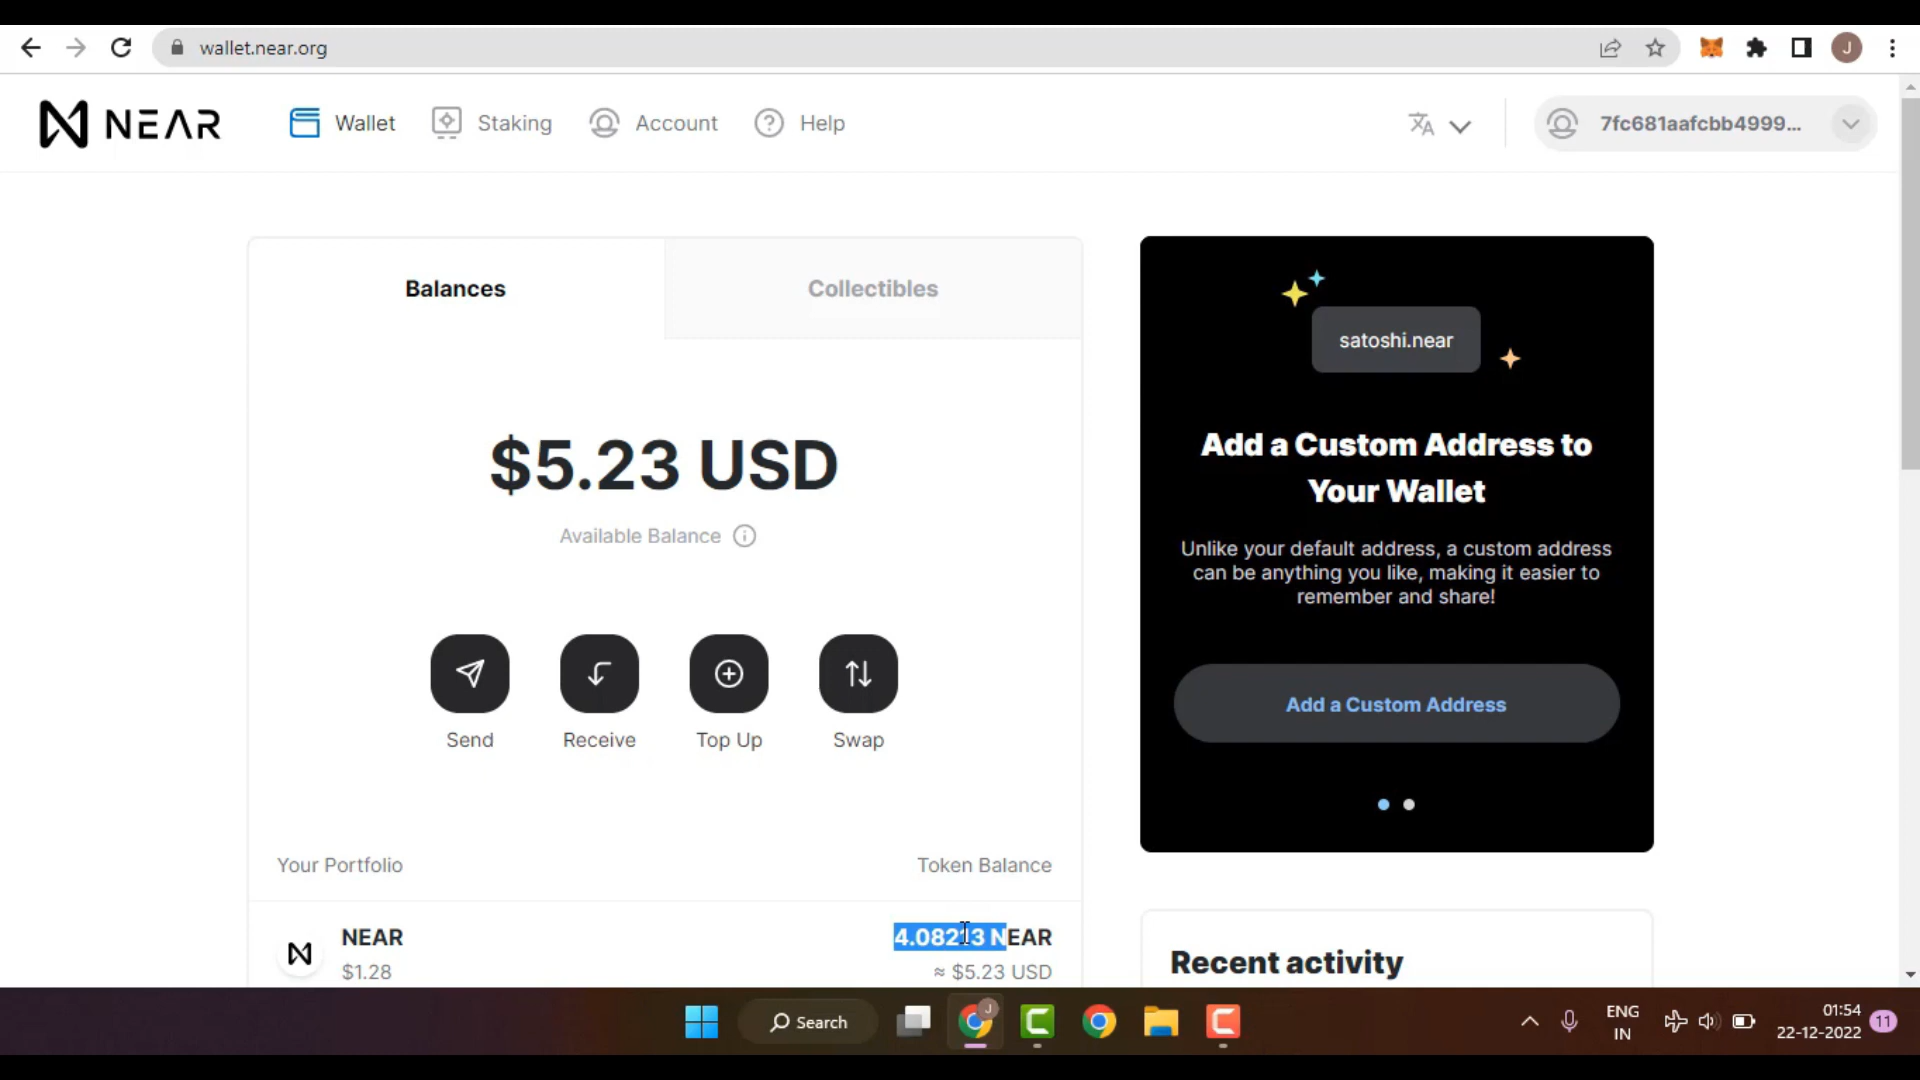 wallet.near.org
J
NEAR
Wallet
Staking
Account
Help
7fc681aafcbb4999...
Balances
Collectibles
$5.23 USD
Available Balance
Send
Receive
Top Up
Swap
Your Portfolio
Token Balance
NEAR
4.08213 NEAR
$1.28
≈ $5.23 USD
satoshi.near
Add a Custom Address to
Your Wallet
Unlike your default address, a custom address
can be anything you like, making it easier to
remember and share!
Add a Custom Address
Recent activity
Search
J
ENG
IN
01:54
22-12-2022
11